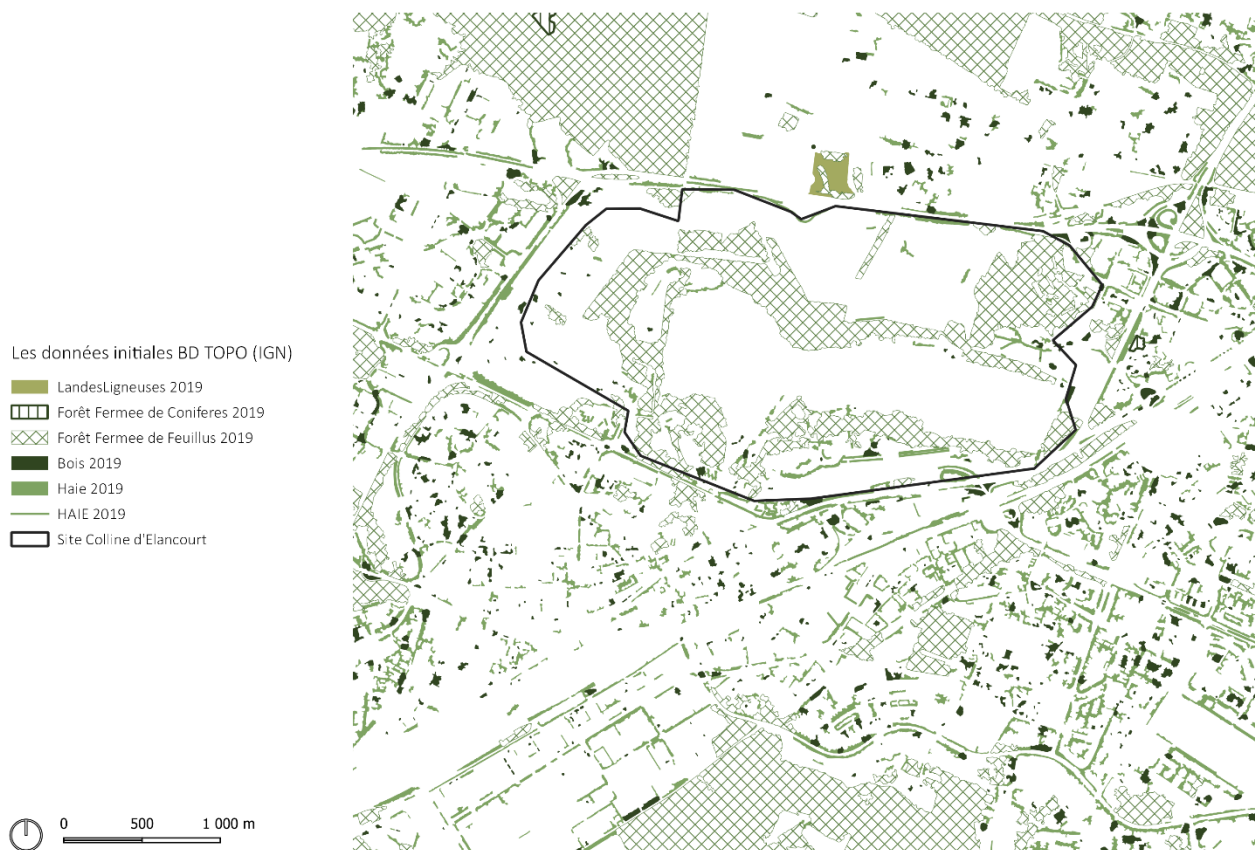 Les données initiales BD TOPO (IGN)
LandesLigneuses 2019
Forêt Fermee de Coniferes 2019
Forêt Fermee de Feuillus 2019
Bois 2019
Haie 2019
HAIE 2019
Site Colline d'Elancourt
0 500 1 000 m